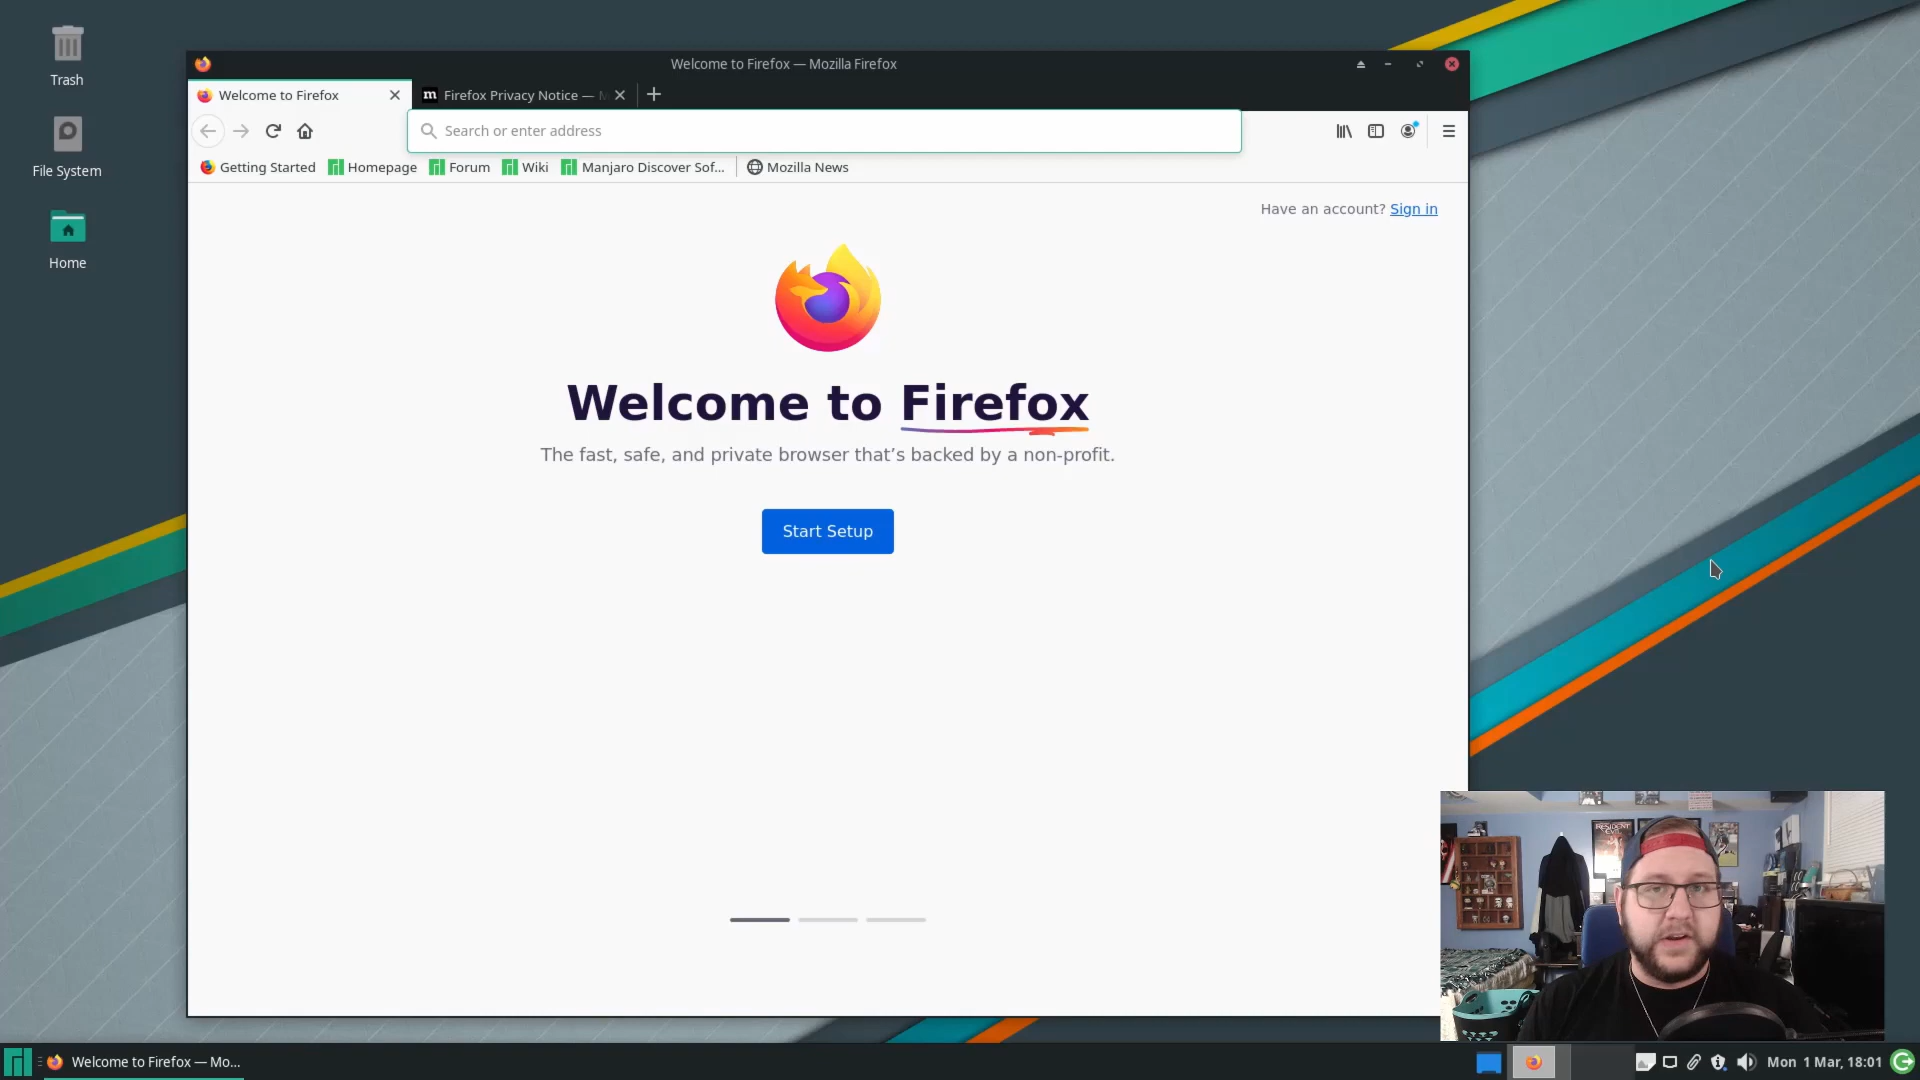 Trash
File System
Home
Welcome to Firefox — Mozilla Firefox
Welcome to Firefox
m Firefox Privacy Notice —
Search or enter address
Getting Started
Homepage
Forum
Wiki
Manjaro Discover Sof...
Mozilla News
Have an account? Sign in
Welcome to Firefox
The fast, safe, and private browser that’s backed by a non-profit.
Start Setup
RESIDENT EVIL
Welcome to Firefox — Mo...
Mon 1 Mar, 18:01